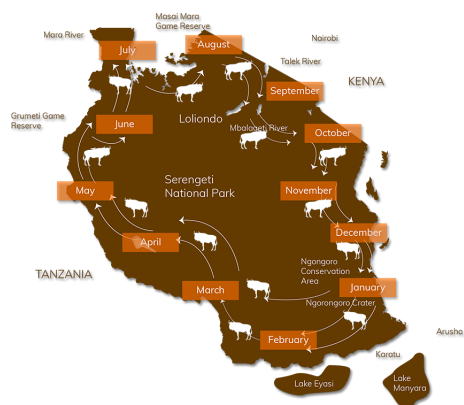 Masai Mara
Game Reserve
Mara River
July
August
Nairobi
Talek River
KENYA
September
Grumeti Game
Reserve
June
Loliondo
Mbalageti River
October
Serengeti
National Park
May
November
December
April
TANZANIA
Ngongoro
Conservation
Area
March
January
Ngorongoro Crater
February
Arusha
Karatu
Lake Eyasi
Lake
Manyara